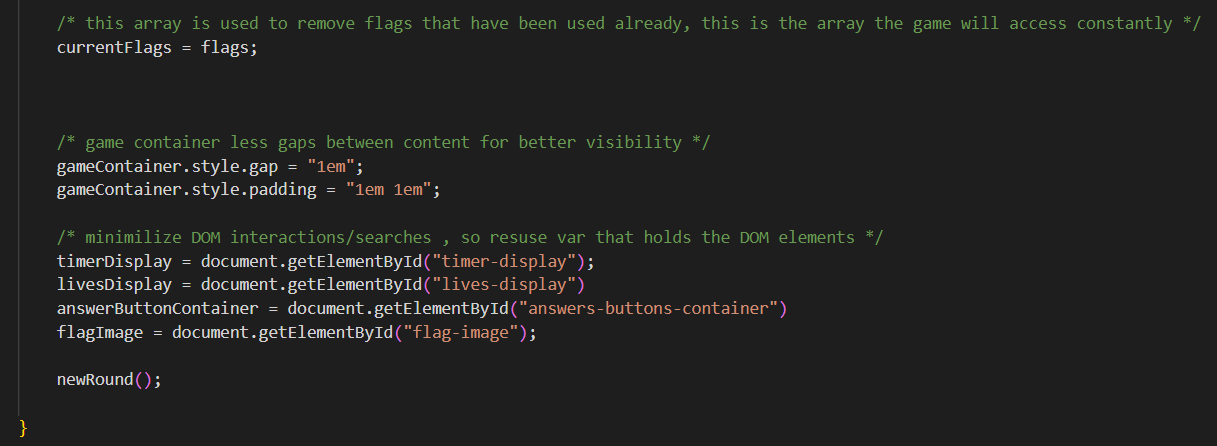 /* this array is used to remove flags that have been used already, this is the array the game will access constantly */
currentFlags = flags;
/* game container less gaps between content for better visibility */
gameContainer.style.gap = "1em";
gameContainer.style.padding = "1em 1em";
/* minimilize DOM interactions/searches , so resuse var that holds the DOM elements */
timerDisplay = document.getElementById("timer-display");
livesDisplay = document.getElementById("lives-display")
answerButtonContainer = document.getElementById("answers-buttons-container")
flagImage = document.getElementById("flag-image");
newRound();
}